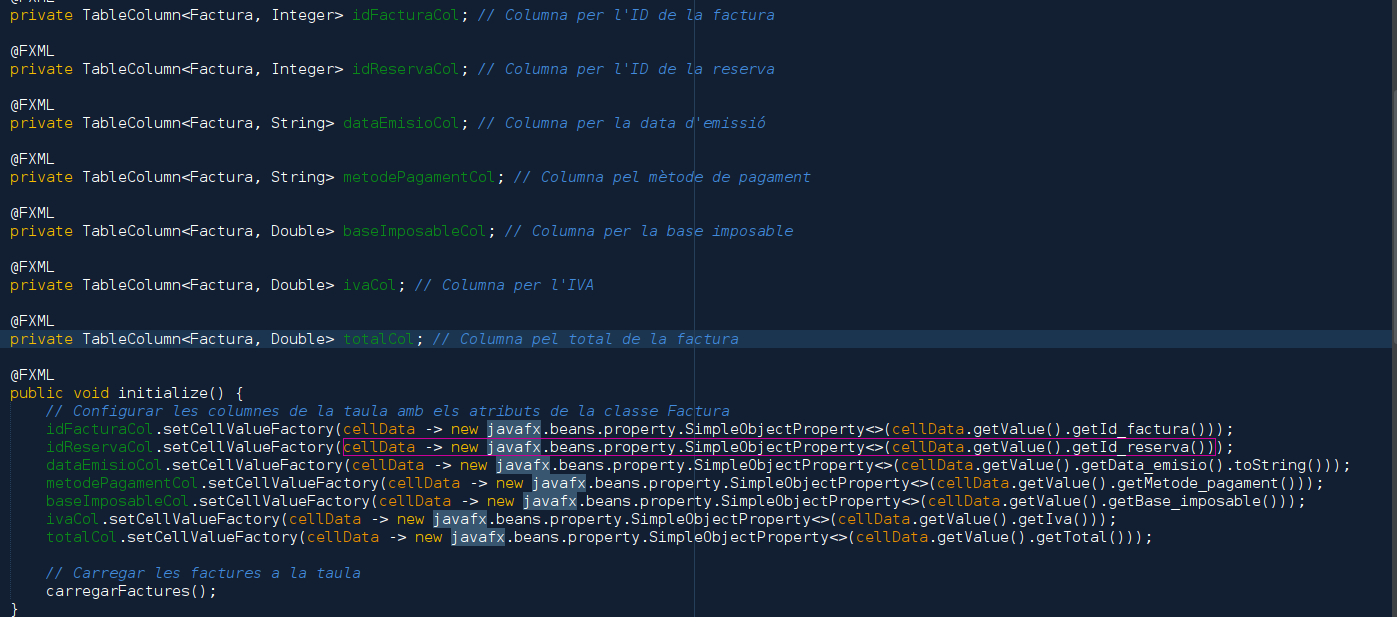 @FXML
private TableColumn<Factura, Integer> idFacturaCol; // Columna per l'ID de la factura
@FXML
private TableColumn<Factura, Integer> idReservaCol; // Columna per l'ID de la reserva
@FXML
private TableColumn<Factura, String> dataEmisioCol; // Columna per la data d'emissió
@FXML
private TableColumn<Factura, String> metodePagamentCol; // Columna pel mètode de pagament
@FXML
private TableColumn<Factura, Double> baseImposableCol; // Columna per la base imposable
@FXML
private TableColumn<Factura, Double> ivaCol; // Columna per l'IVA
@FXML
private TableColumn<Factura, Double> totalCol; // Columna pel total de la factura
@FXML
public void initialize() {
    // Configurar les columnes de la taula amb els atributs de la classe Factura
    idFacturaCol.setCellValueFactory(cellData -> new javafx.beans.property.SimpleObjectProperty<>(cellData.getValue().getId_factura()));
    idReservaCol.setCellValueFactory(cellData -> new javafx.beans.property.SimpleObjectProperty<>(cellData.getValue().getId_reserva()));
    dataEmisioCol.setCellValueFactory(cellData -> new javafx.beans.property.SimpleObjectProperty<>(cellData.getValue().getData_emisio().toString()));
    metodePagamentCol.setCellValueFactory(cellData -> new javafx.beans.property.SimpleObjectProperty<>(cellData.getValue().getMetode_pagament()));
    baseImposableCol.setCellValueFactory(cellData -> new javafx.beans.property.SimpleObjectProperty<>(cellData.getValue().getBase_imposable()));
    ivaCol.setCellValueFactory(cellData -> new javafx.beans.property.SimpleObjectProperty<>(cellData.getValue().getIva()));
    totalCol.setCellValueFactory(cellData -> new javafx.beans.property.SimpleObjectProperty<>(cellData.getValue().getTotal()));
    // Carregar les factures a la taula
    carregarFactures();
}